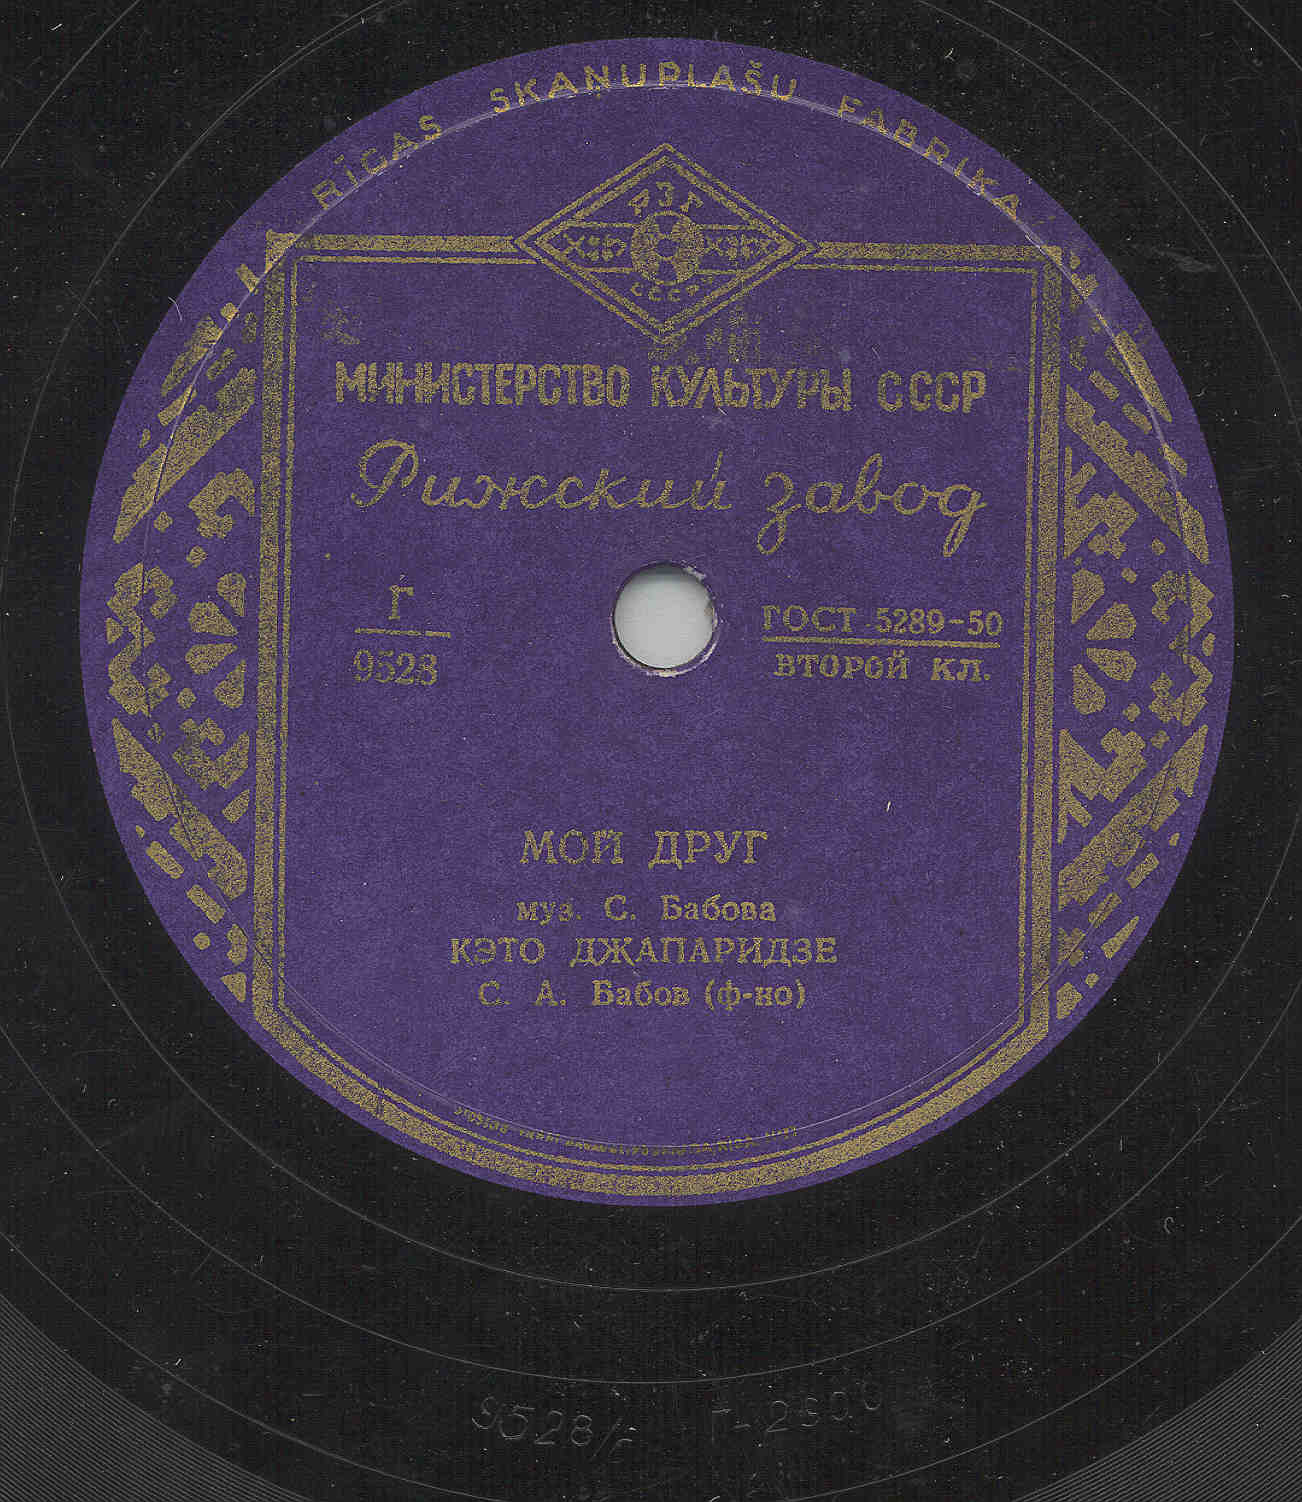 RĪGAS SKAŅUPLAŠU FABRIKA
РЗГ
СССР
МИНИСТЕРСТВО КУЛЬТУРЫ СССР
Рижский завод
Г
9528
ГОСТ 5289-50
ВТОРОЙ КЛ.
МОЙ ДРУГ
муз. С. Бабова
КЭТО ДЖАПАРИДЗЕ
С. А. Бабов (ф-но)
9528/г